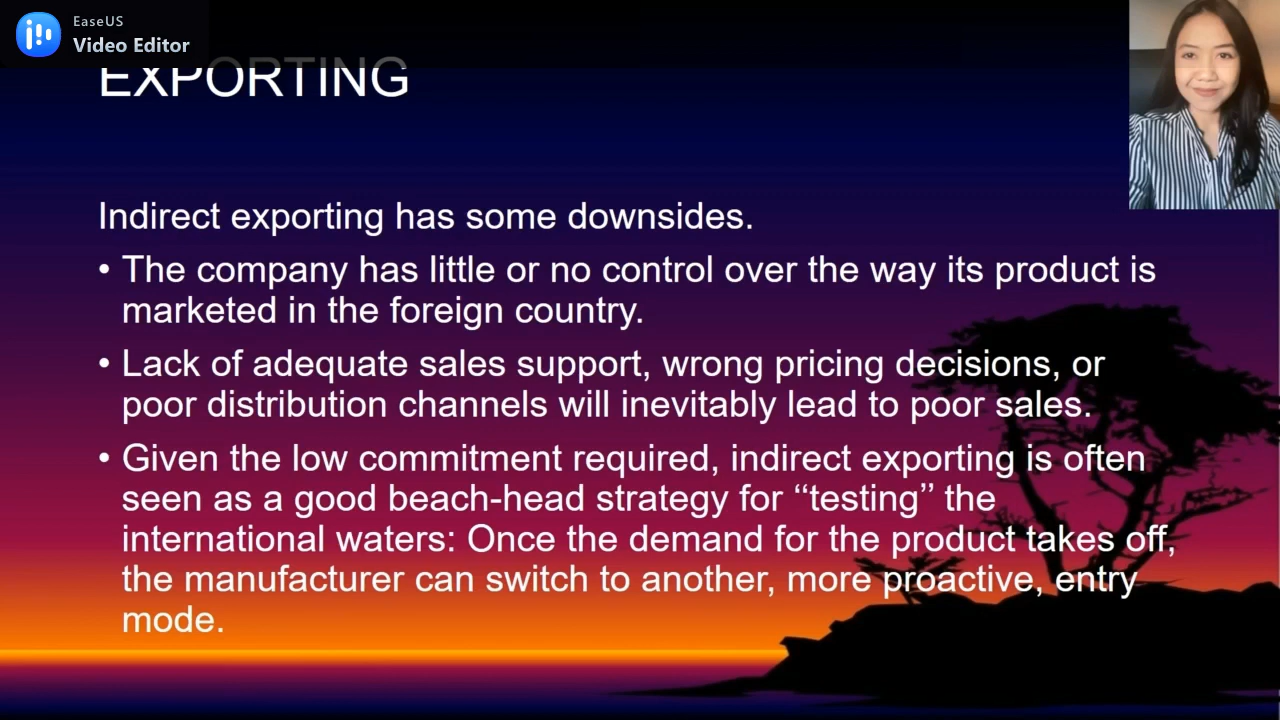 EaseUS
Video Editor
EXPORTING
Indirect exporting has some downsides.
• The company has little or no control over the way its product is
marketed in the foreign country.
• Lack of adequate sales support, wrong pricing decisions, or
poor distribution channels will inevitably lead to poor sales.
• Given the low commitment required, indirect exporting is often
seen as a good beach-head strategy for ‘‘testing’’ the
international waters: Once the demand for the product takes off,
the manufacturer can switch to another, more proactive, entry
mode.